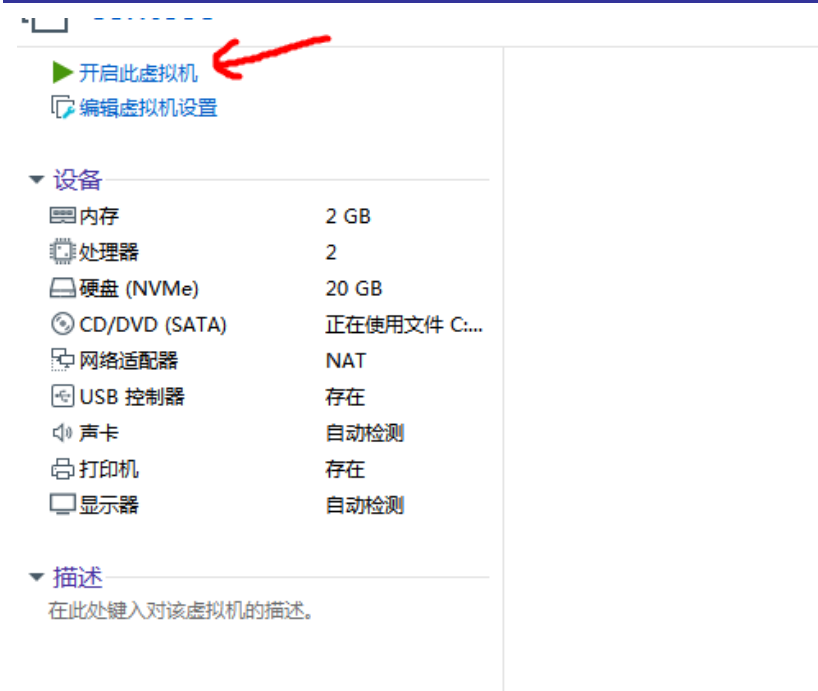 开启此虚拟机
编辑虚拟机设置
设备
内存 2 GB
处理器 2
硬盘 (NVMe) 20 GB
CD/DVD (SATA) 正在使用文件 C:...
网络适配器 NAT
USB 控制器 存在
声卡 自动检测
打印机 存在
显示器 自动检测
描述
在此处键入对该虚拟机的描述。